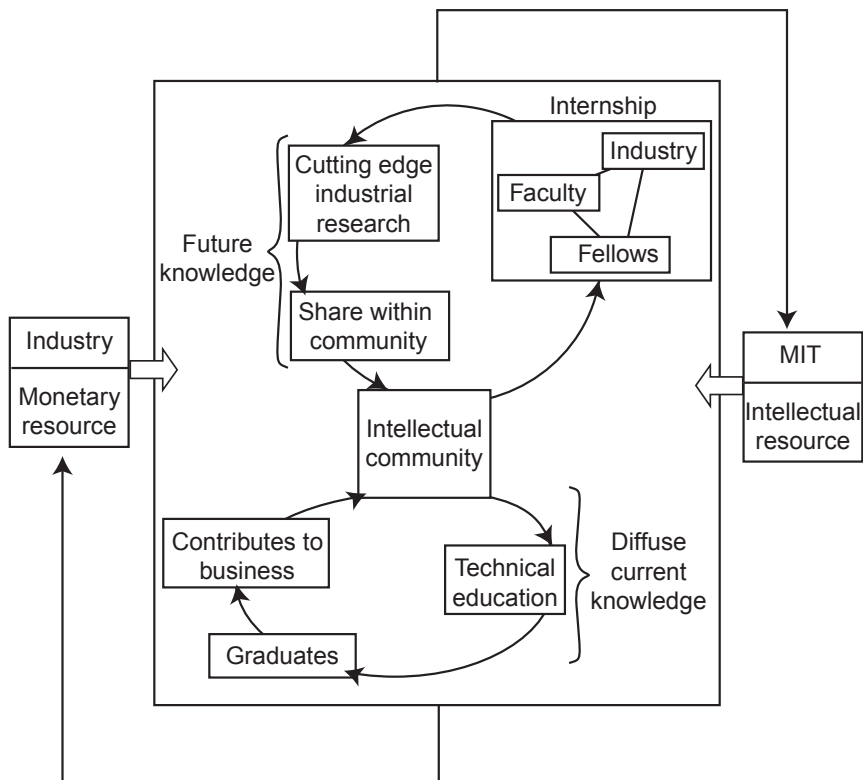 Internship
Industry
Faculty
Fellows
Cutting edge
industrial
research
Future
knowledge
Share within
community
Industry
Monetary
resource
MIT
Intellectual
resource
Intellectual
community
Contributes to
business
Technical
education
Diffuse
current
knowledge
Graduates